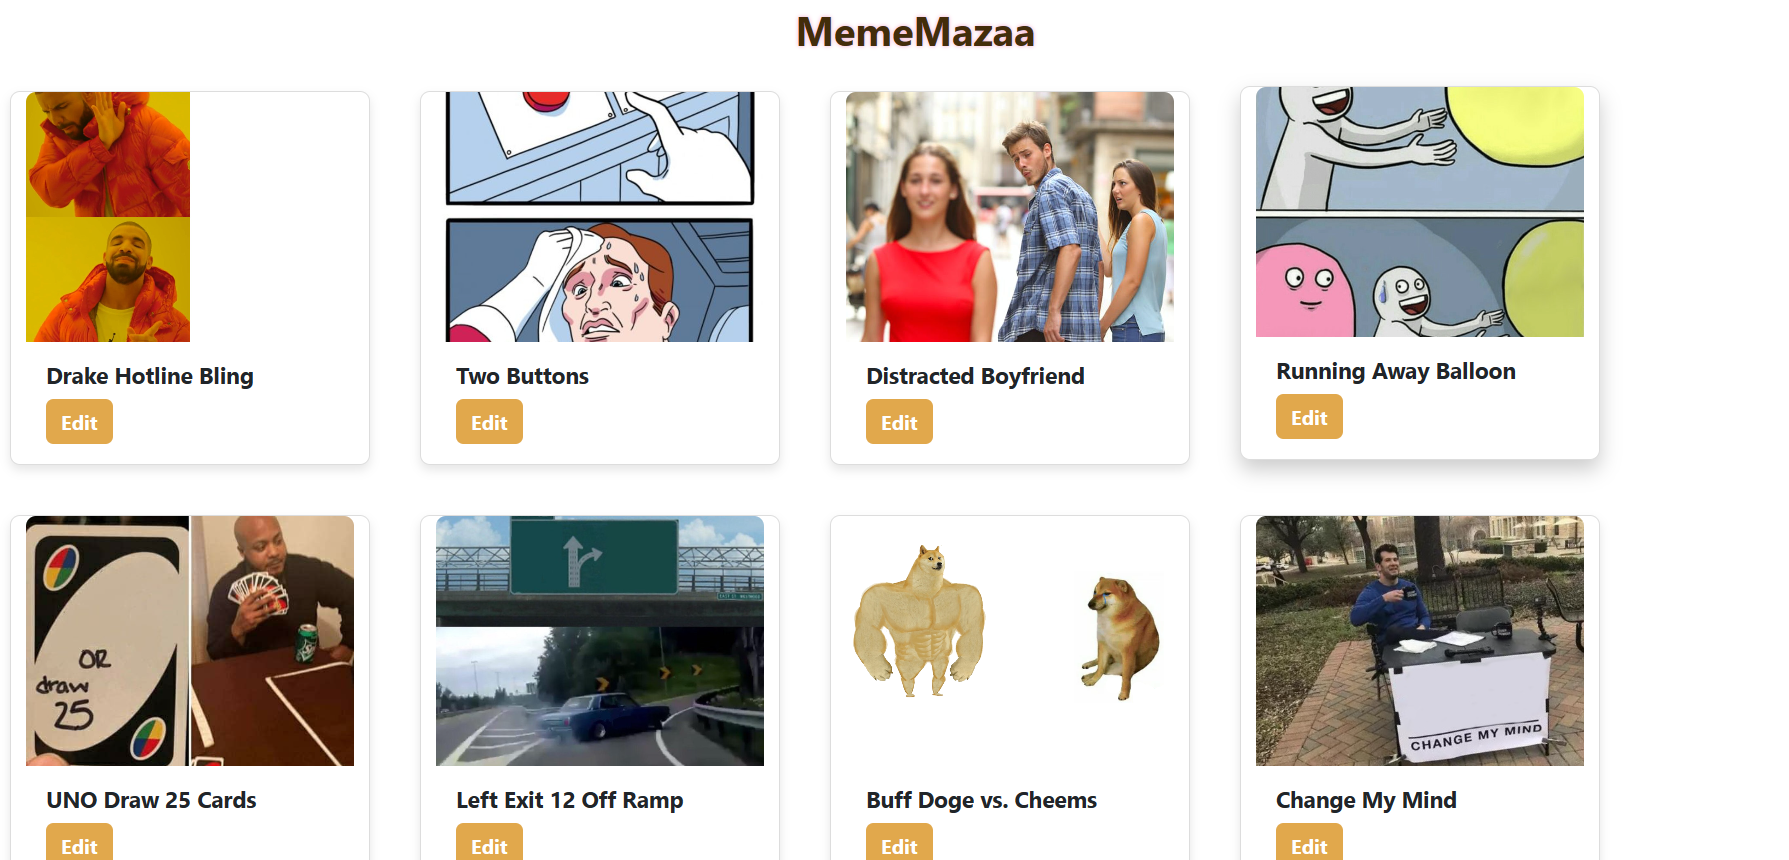 MemeMazaa
Drake Hotline Bling
Edit
Two Buttons
Edit
Distracted Boyfriend
Edit
Running Away Balloon
Edit
OR
draw
25
UNO Draw 25 Cards
Edit
Left Exit 12 Off Ramp
Edit
Buff Doge vs. Cheems
Edit
CHANGE MY MIND
Change My Mind
Edit